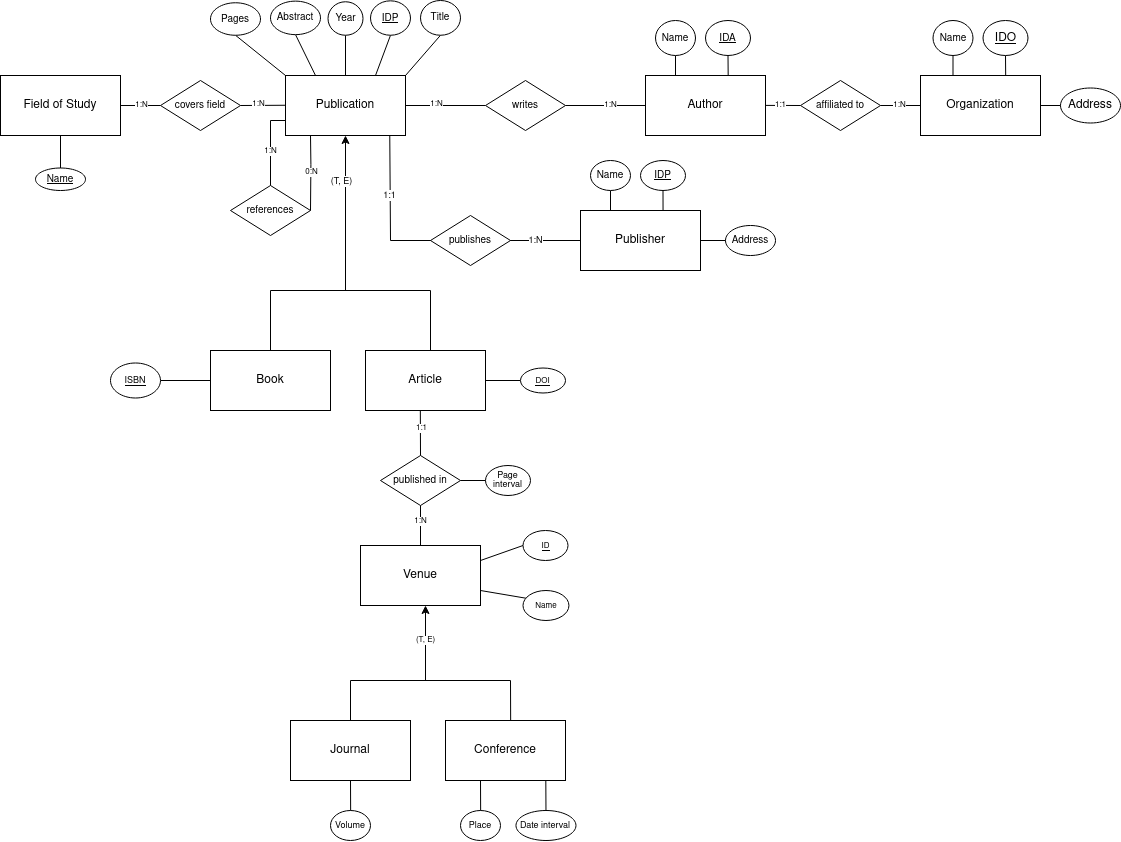 Pages
Abstract
Year
IDP
Title
Name
IDA
Name
IDO
Field of Study
1:N
covers field
1:N
Publication
1:N
writes
1:N
Author
1:1
affiliated to
1:N
Organization
Address
Name
1:N
0:N
(T, E)
1:1
Name
IDP
references
publishes
1:N
Publisher
Address
ISBN
Book
Article
DOI
1:1
published in
Page
interval
1:N
Venue
ID
Name
(T, E)
Journal
Conference
Volume
Place
Date interval